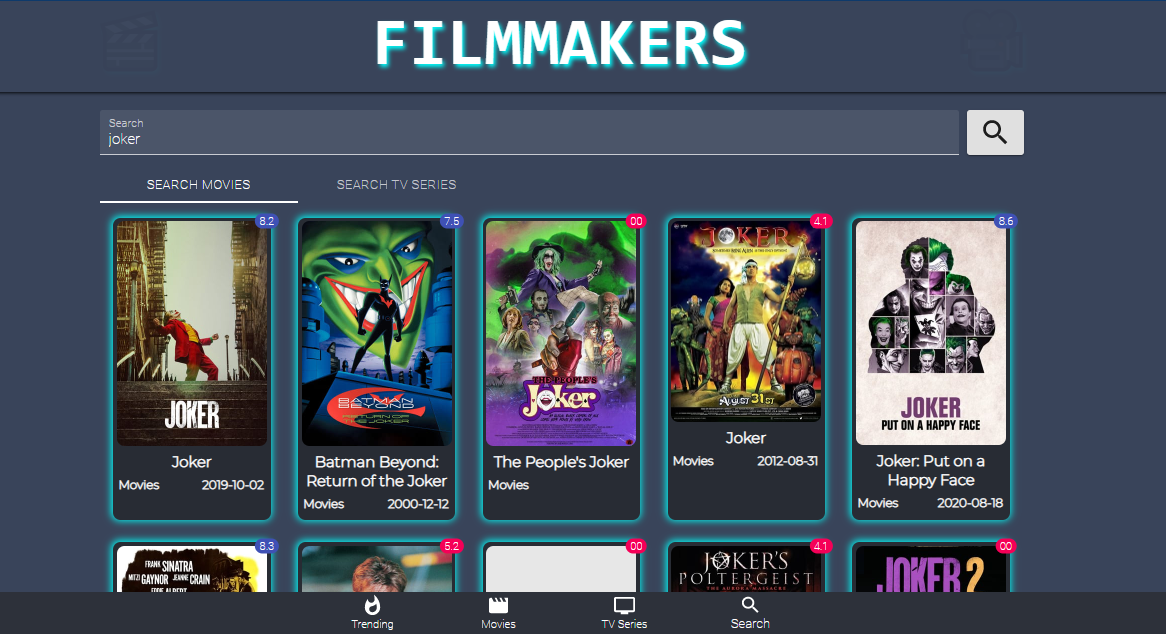 FILMMAKERS
Search
joker
SEARCH MOVIES
SEARCH TV SERIES
8.2
7.5
00
4.1
8.6
JOKER
BATMAN
BEYOND
RETURN OF
THE JOKER
THE PEOPLE'S
Joker
JOKER
AUGUST 31st
JOKER
PUT ON A HAPPY FACE
Joker
Movies 2019-10-02
Batman Beyond:
Return of the Joker
Movies 2000-12-12
The People's Joker
Movies
Joker
Movies 2012-08-31
Joker: Put on a
Happy Face
Movies 2020-08-18
8.3
5.2
00
4.1
00
FRANK SINATRA
MITZI GAYNOR JEANNE CRAIN
EDDIE ALBERT
JOKER'S
POLTERGEIST
THE AURORA MASSACRE
JOKER 2
Trending
Movies
TV Series
Search